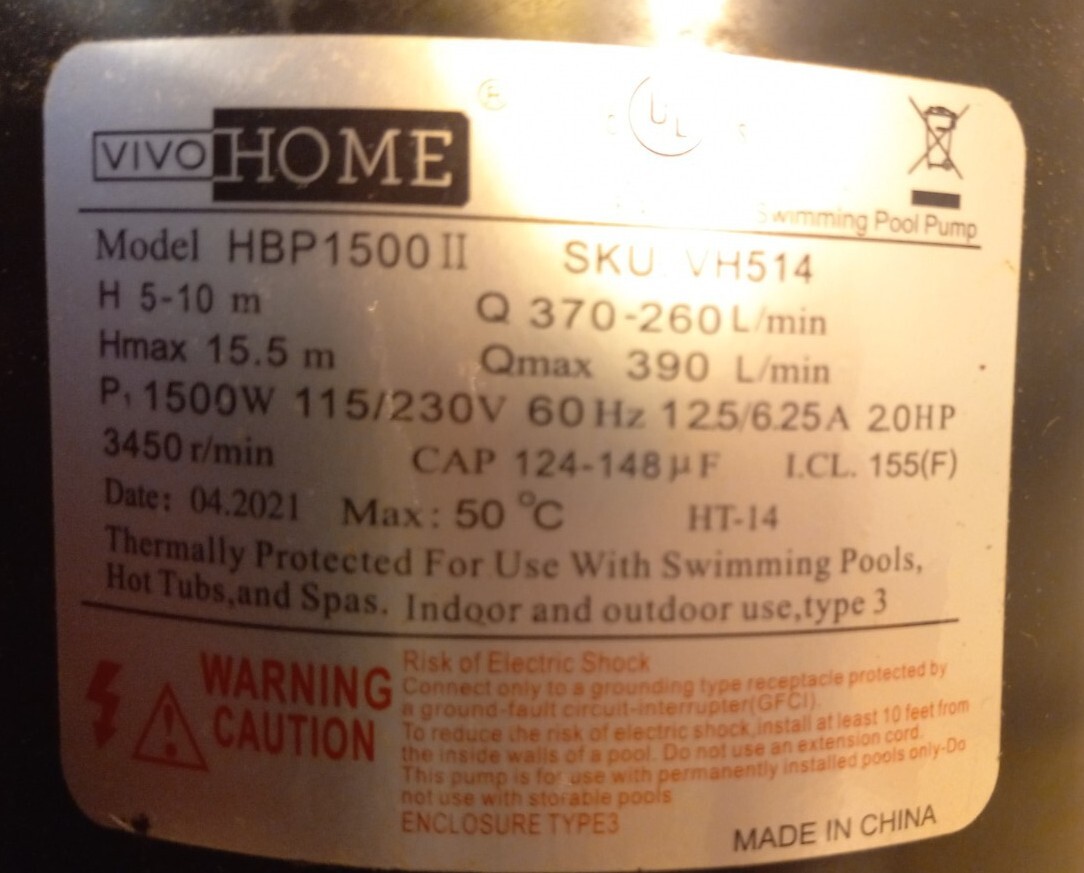 VIVO HOME ®
C UL S
Swimming Pool Pump
Model HBP1500 II SKU VH514
H 5-10 m Q 370-260 L/min
Hmax 15.5 m Qmax 390 L/min
P₁ 1500W 115/230V 60 Hz 12.5/6.25A 2.0HP
3450 r/min CAP 124-148 µF I.CL. 155(F)
Date: 04.2021 Max: 50 °C HT-14
Thermally Protected For Use With Swimming Pools,
Hot Tubs,and Spas. Indoor and outdoor use,type 3
WARNING
CAUTION
Risk of Electric Shock
Connect only to a grounding type receptacle protected by
a ground-fault circuit-interrupter(GFCI).
To reduce the risk of electric shock,install at least 10 feet from
the inside walls of a pool. Do not use an extension cord.
This pump is for use with permanently installed pools only-Do
not use with storable pools
ENCLOSURE TYPE3
MADE IN CHINA